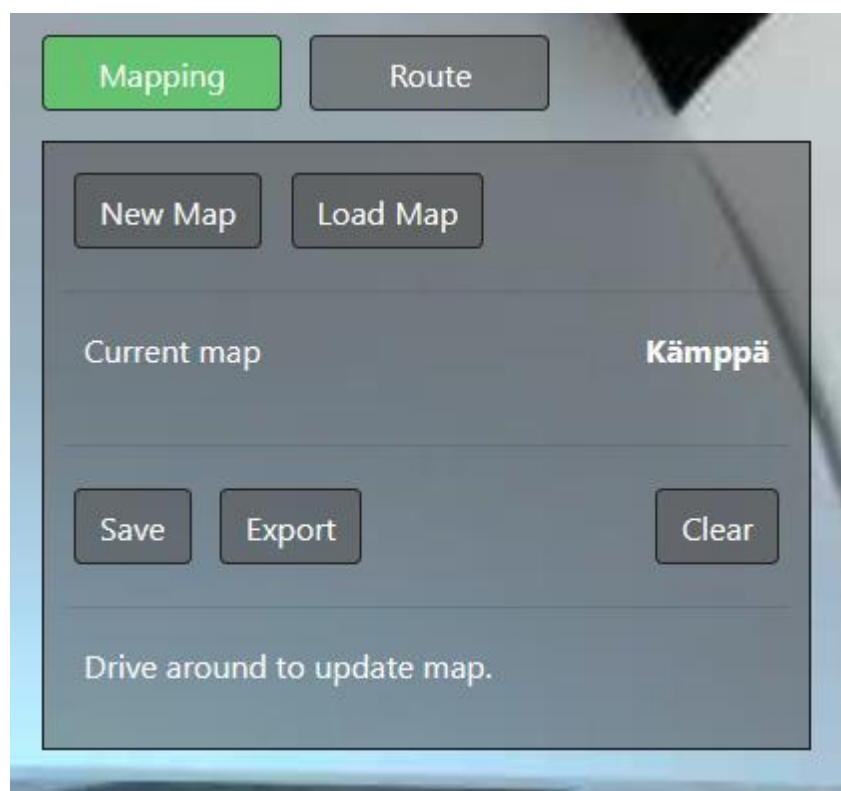 Mapping Route
New Map Load Map
Current map Kämppä
Save Export Clear
Drive around to update map.